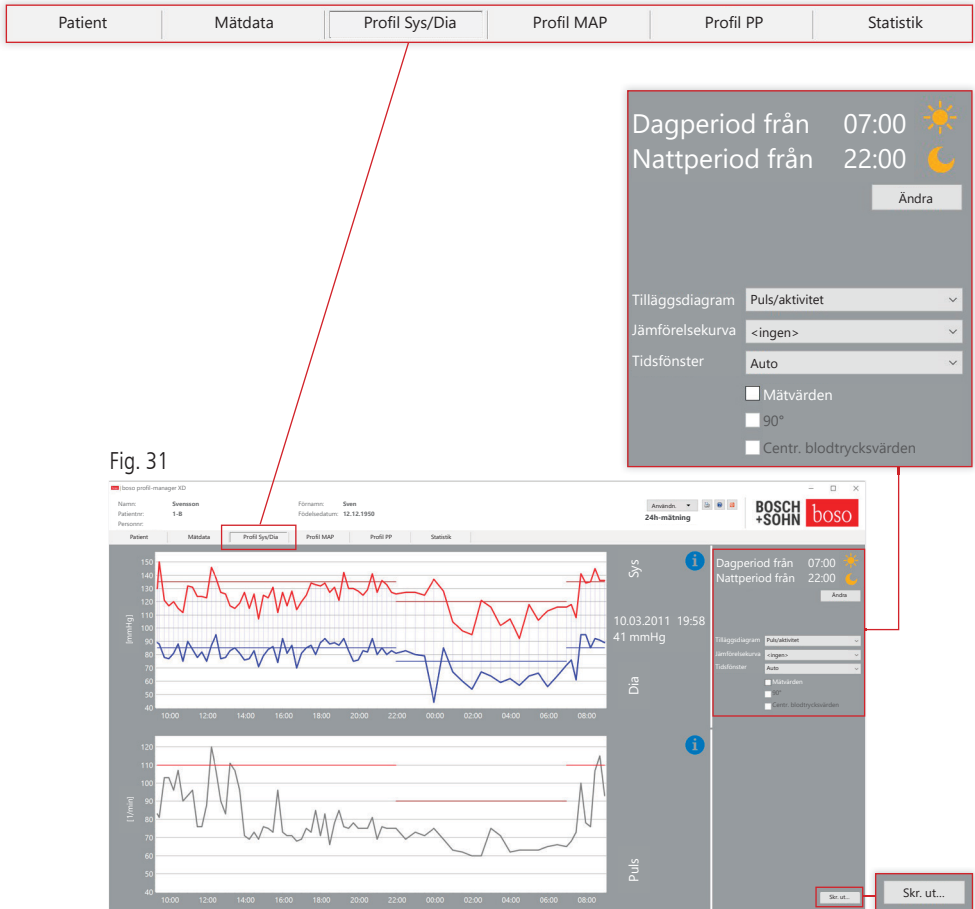 Patient Mätdata Profil Sys/Dia Profil MAP Profil PP Statistik
Dagperiod från 07:00
Nattperiod från 22:00
Ändra
Tilläggsdiagram Puls/aktivitet
Jämförelsekurva <ingen>
Tidsfönster Auto
Mätvärden
90°
Centr. blodtrycksvärden
Fig. 31
boso profil-manager XD
Namn: Svensson Förnamn: Sven
Patientnr: 1-8 Födelsedatum: 12.12.1950
Personnr:
Användn.
24h-mätning
BOSCH
+SOHN
boso
Patient Mätdata Profil Sys/Dia Profil MAP Profil PP Statistik
150
140
130
120
110
100
90
80
70
60
50
40
[mmHg]
10:00 12:00 14:00 16:00 18:00 20:00 22:00 00:00 02:00 04:00 06:00 08:00
Sys
i
10.03.2011 19:58
41 mmHg
Dia
Dagperiod från 07:00
Nattperiod från 22:00
Ändra
Tilläggsdiagram Puls/aktivitet
Jämförelsekurva <ingen>
Tidsfönster Auto
Mätvärden
90°
Centr. blodtrycksvärden
120
110
100
90
80
70
60
50
40
[1/min]
10:00 12:00 14:00 16:00 18:00 20:00 22:00 00:00 02:00 04:00 06:00 08:00
i
Puls
Skr. ut...
Skr. ut...